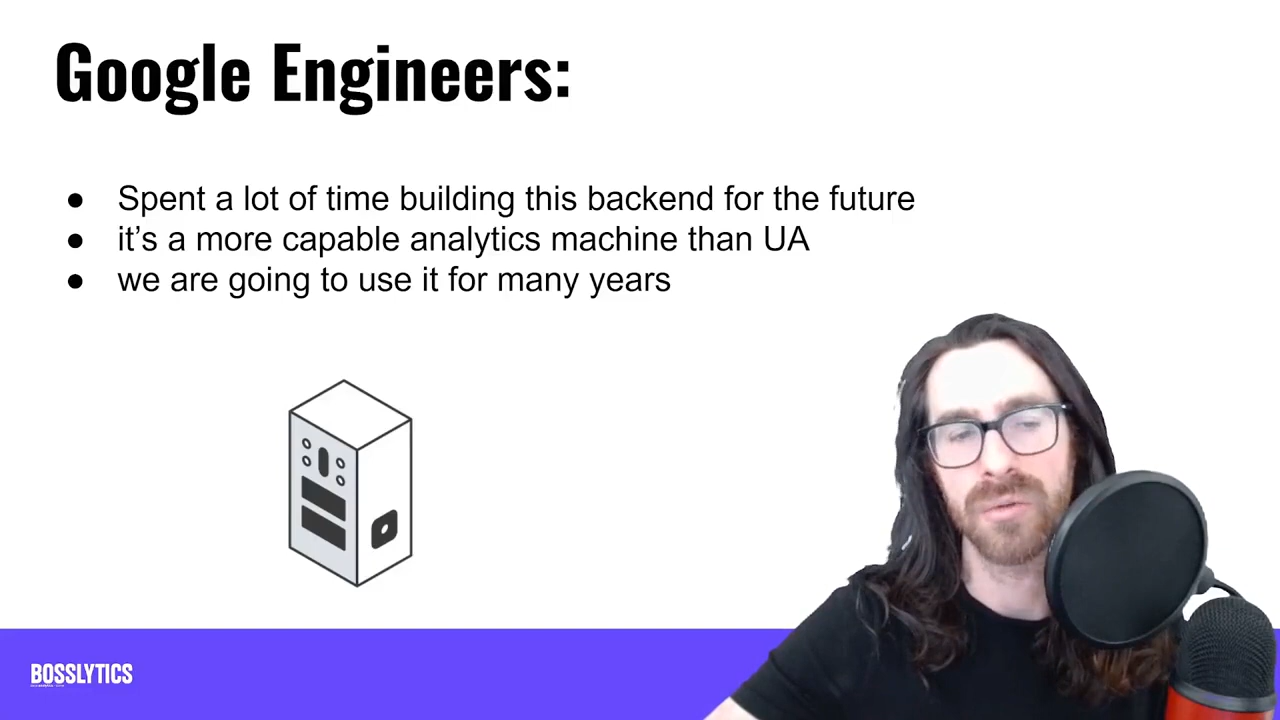 Google Engineers:
● Spent a lot of time building this backend for the future
● it’s a more capable analytics machine than UA
● we are going to use it for many years
BOSSLYTICS